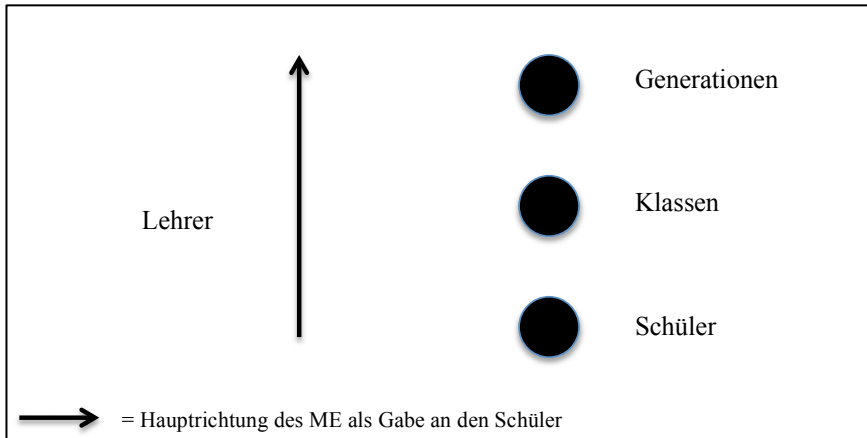 Generationen
Klassen
Lehrer
Schüler
= Hauptrichtung des ME als Gabe an den Schüler